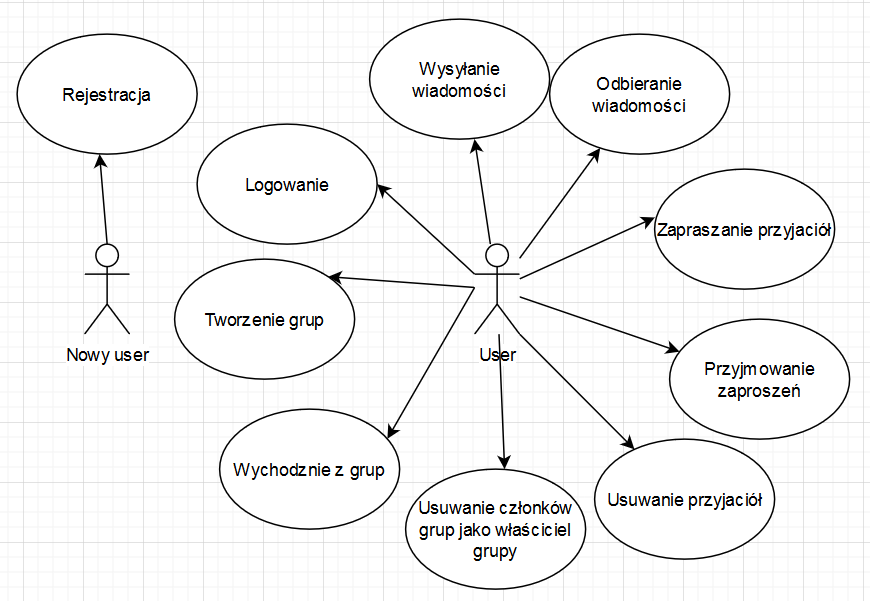 Rejestracja
Wysyłanie
wiadomości
Odbieranie
wiadomości
Logowanie
Zapraszanie przyjaciół
Tworzenie grup
Nowy user
User
Przyjmowanie
zaproszeń
Wychodznie z grup
Usuwanie członków
grup jako właściciel
grupy
Usuwanie przyjaciół